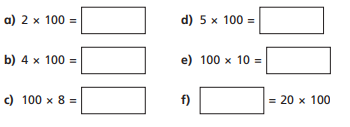 a) 2 × 100 =
b) 4 × 100 =
c) 100 × 8 =
d) 5 × 100 =
e) 100 × 10 =
f) = 20 × 100